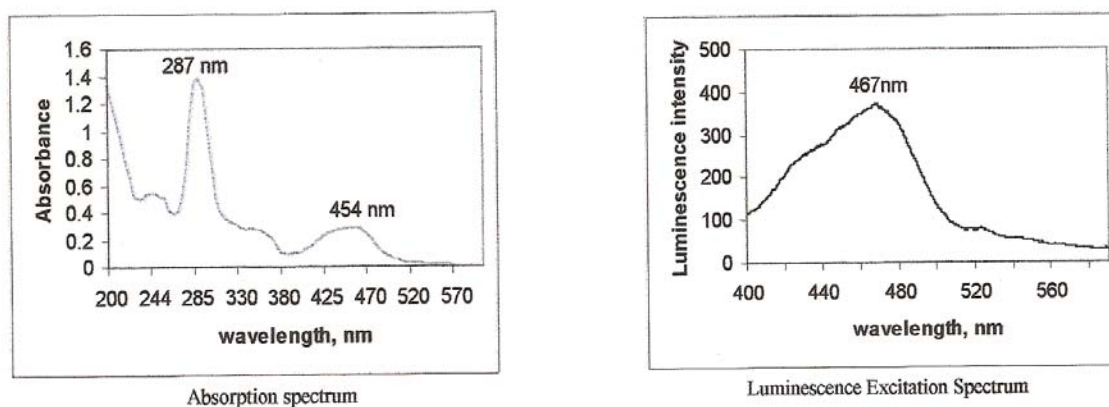 1.6
1.4
1.2
1
0.8
0.6
0.4
0.2
0
Absorbance
287 nm
454 nm
200 244 285 330 380 425 470 520 570
wavelength, nm
Absorption spectrum
500
400
300
200
100
0
Luminescence intensity
467nm
400 440 480 520 560
wavelength, nm
Luminescence Excitation Spectrum